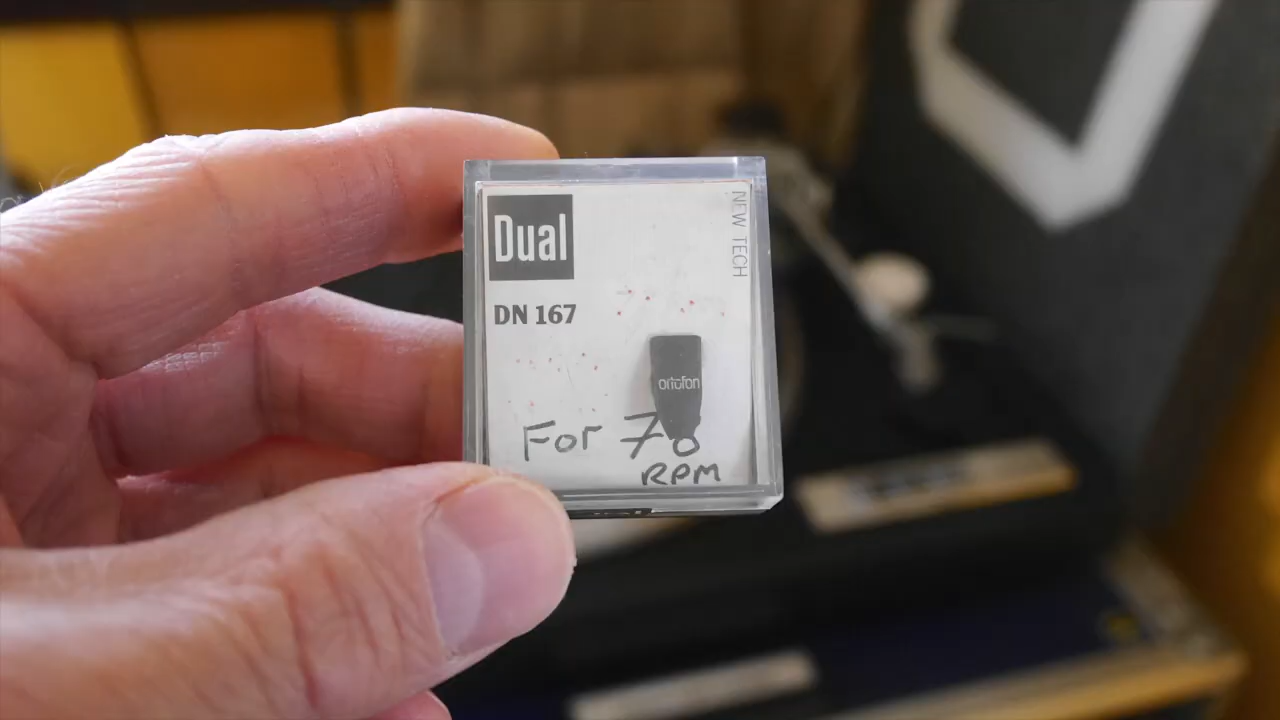 Dual
NEW TECH
DN 167
ortofon
For 78
RPM